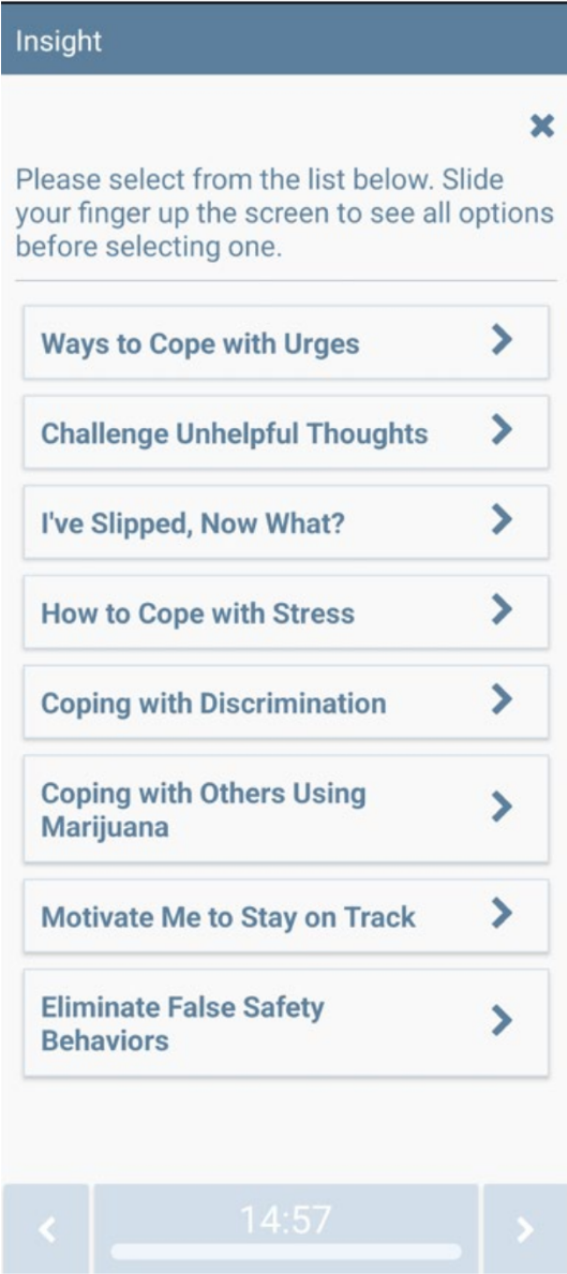 Insight
Please select from the list below. Slide
your finger up the screen to see all options
before selecting one.
Ways to Cope with Urges
Challenge Unhelpful Thoughts
I've Slipped, Now What?
How to Cope with Stress
Coping with Discrimination
Coping with Others Using
Marijuana
Motivate Me to Stay on Track
Eliminate False Safety
Behaviors
14:57